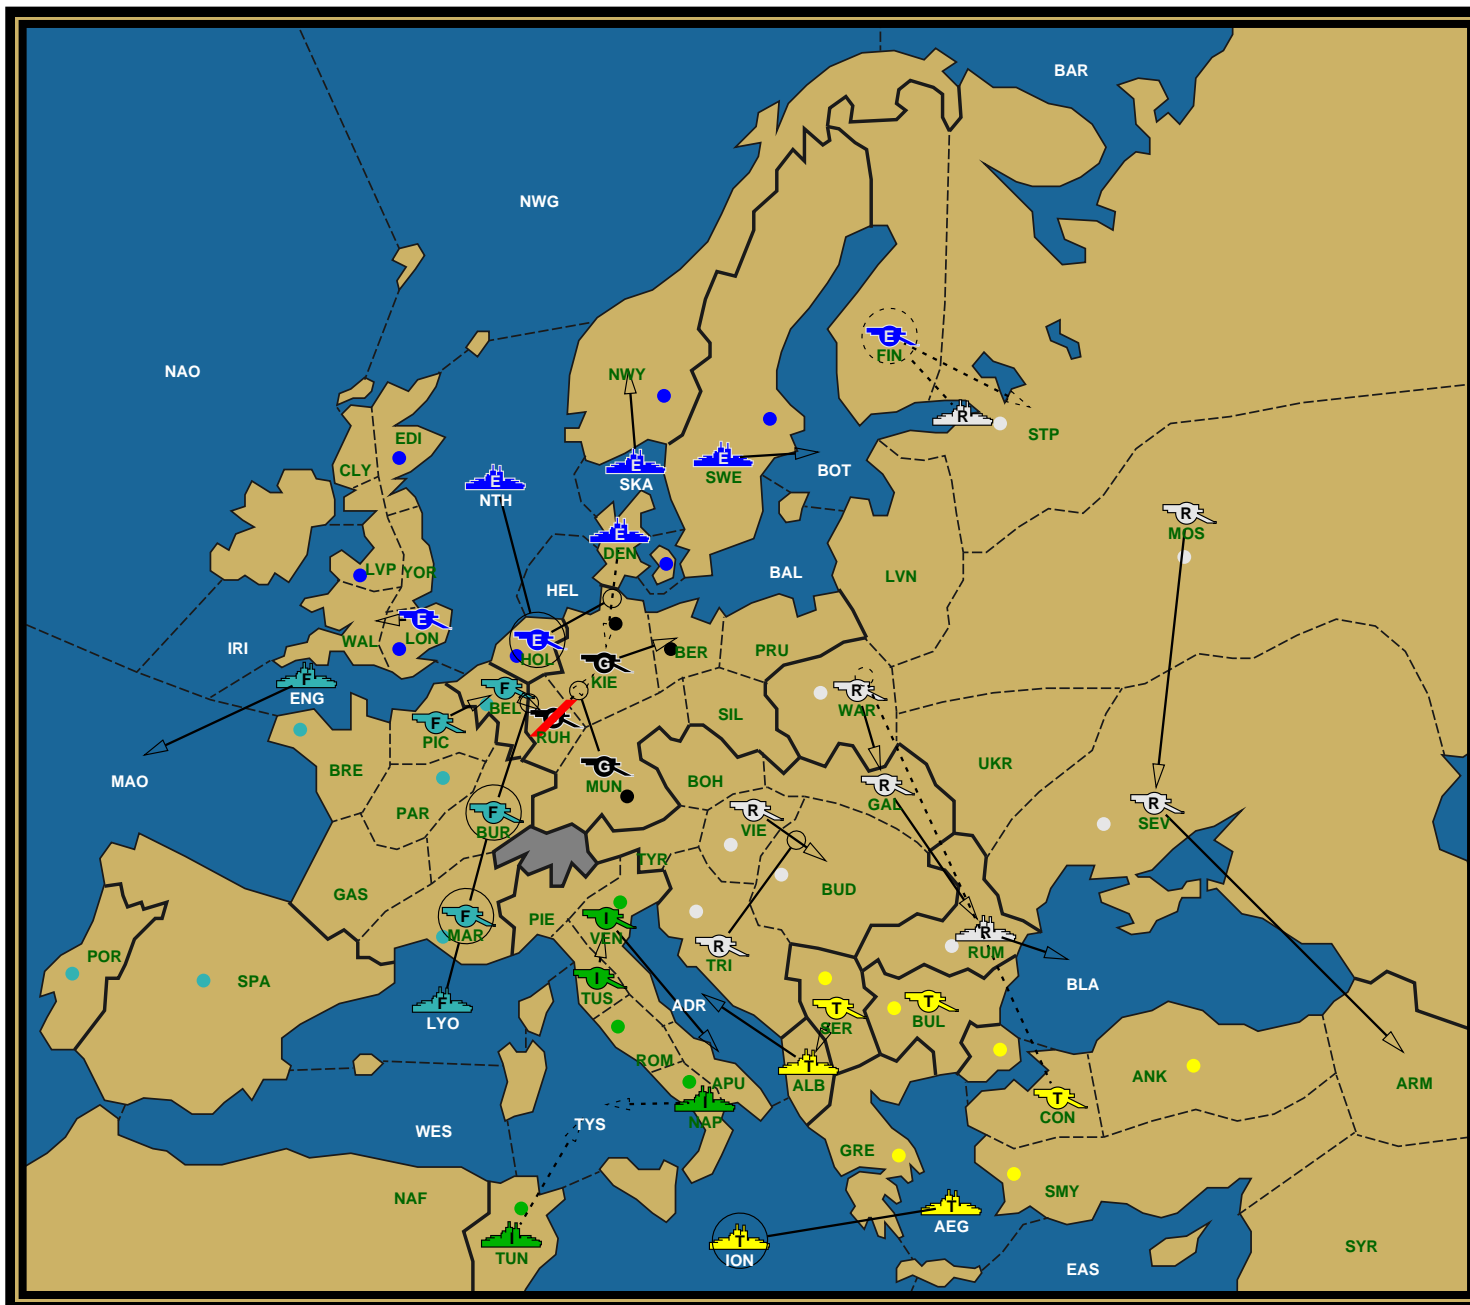 BAR
NWG
NAO
E
FIN
NWY
R
STP
EDI
CLY
E
SKA
E
SWE
BOT
E
NTH
R
MOS
E
DEN
LVP
YOR
HEL
BAL
LVN
E
LON
WAL
IRI
E
HOL
G
KIE
BER
PRU
F
ENG
F
BEL
R
WAR
F
PIC
RUH
SIL
BRE
MAO
G
MUN
BOH
UKR
R
GAL
PAR
F
BUR
R
VIE
R
SEV
TYR
BUD
GAS
F
MAR
PIE
I
VEN
R
RUM
R
TRI
POR
SPA
I
TUS
BLA
F
LYO
ADR
T
SER
T
BUL
ROM
T
ALB
APU
ANK
ARM
I
NAP
T
CON
WES
TYS
GRE
SMY
NAF
T
AEG
I
TUN
T
ION
SYR
EAS